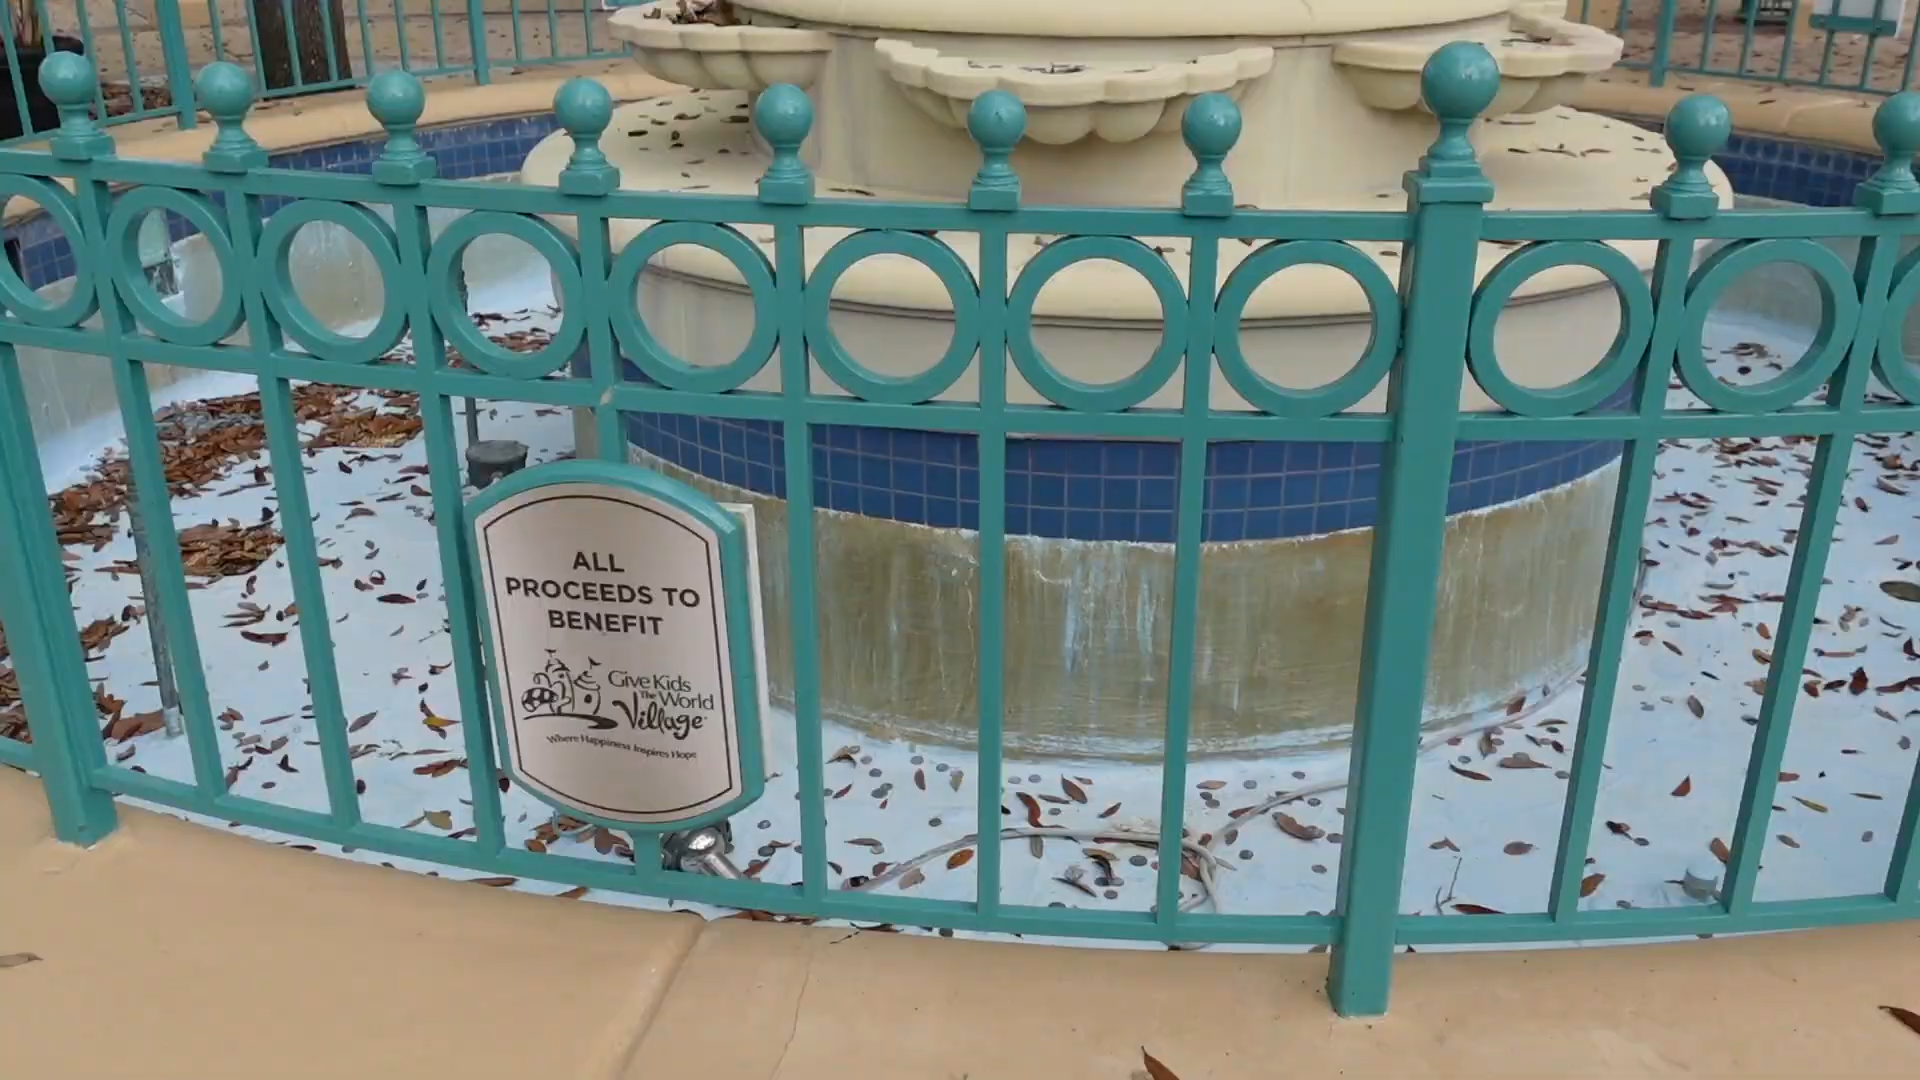 ALL
PROCEEDS TO
BENEFIT
Give Kids
The World
Village
Where Happiness Inspires Hope